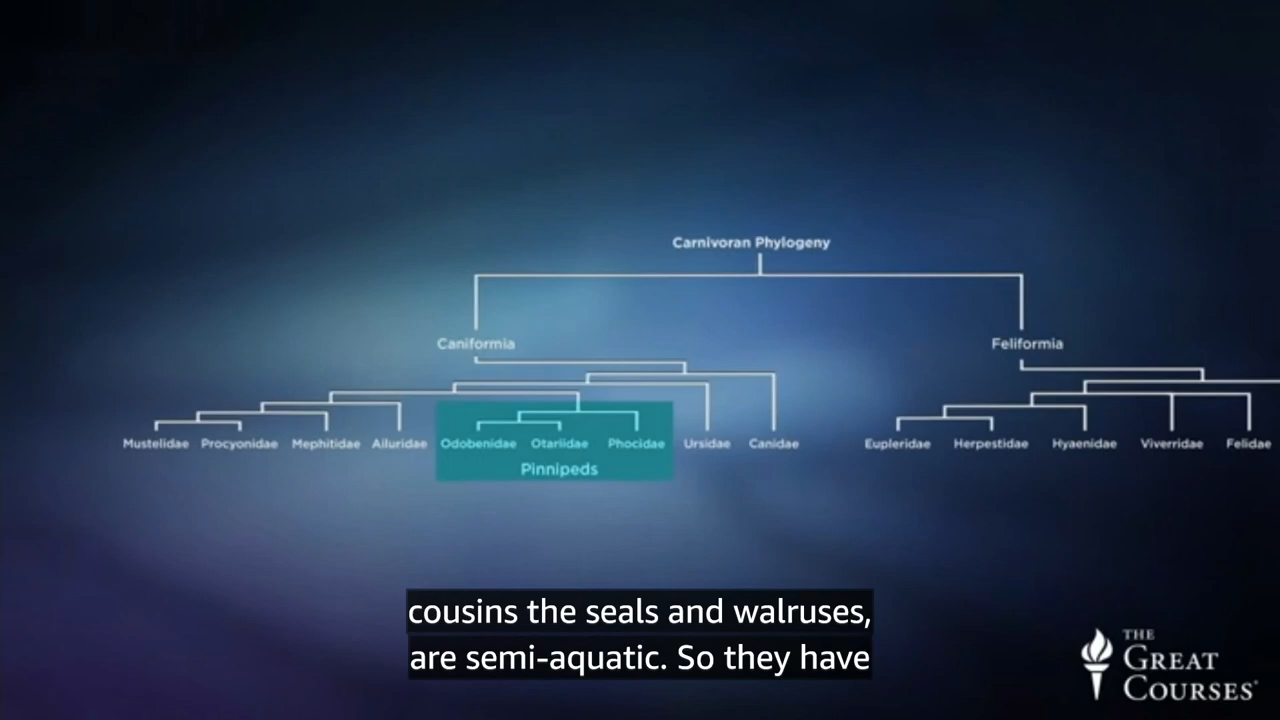 Carnivoran Phylogeny
Caniformia
Feliformia
Mustelidae Procyonidae Mephitidae Ailuridae Odobenidae Otariidae Phocidae Ursidae Canidae Eupleridae Herpestidae Hyaenidae Viverridae Felidae
Pinnipeds
cousins the seals and walruses,
are semi-aquatic. So they have
THE
GREAT
COURSES